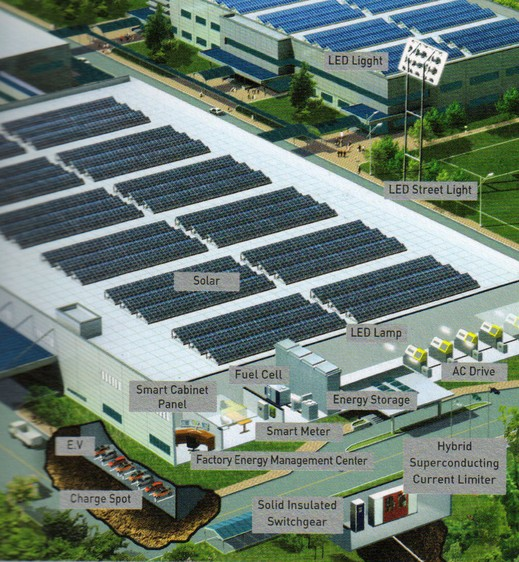 LED Ligght
LED Street Light
Solar
LED Lamp
AC Drive
Fuel Cell
Energy Storage
Smart Cabinet
Panel
Smart Meter
E.V
Factory Energy Management Center
Hybrid
Superconducting
Current Limiter
Charge Spot
Solid Insulated
Switchgear